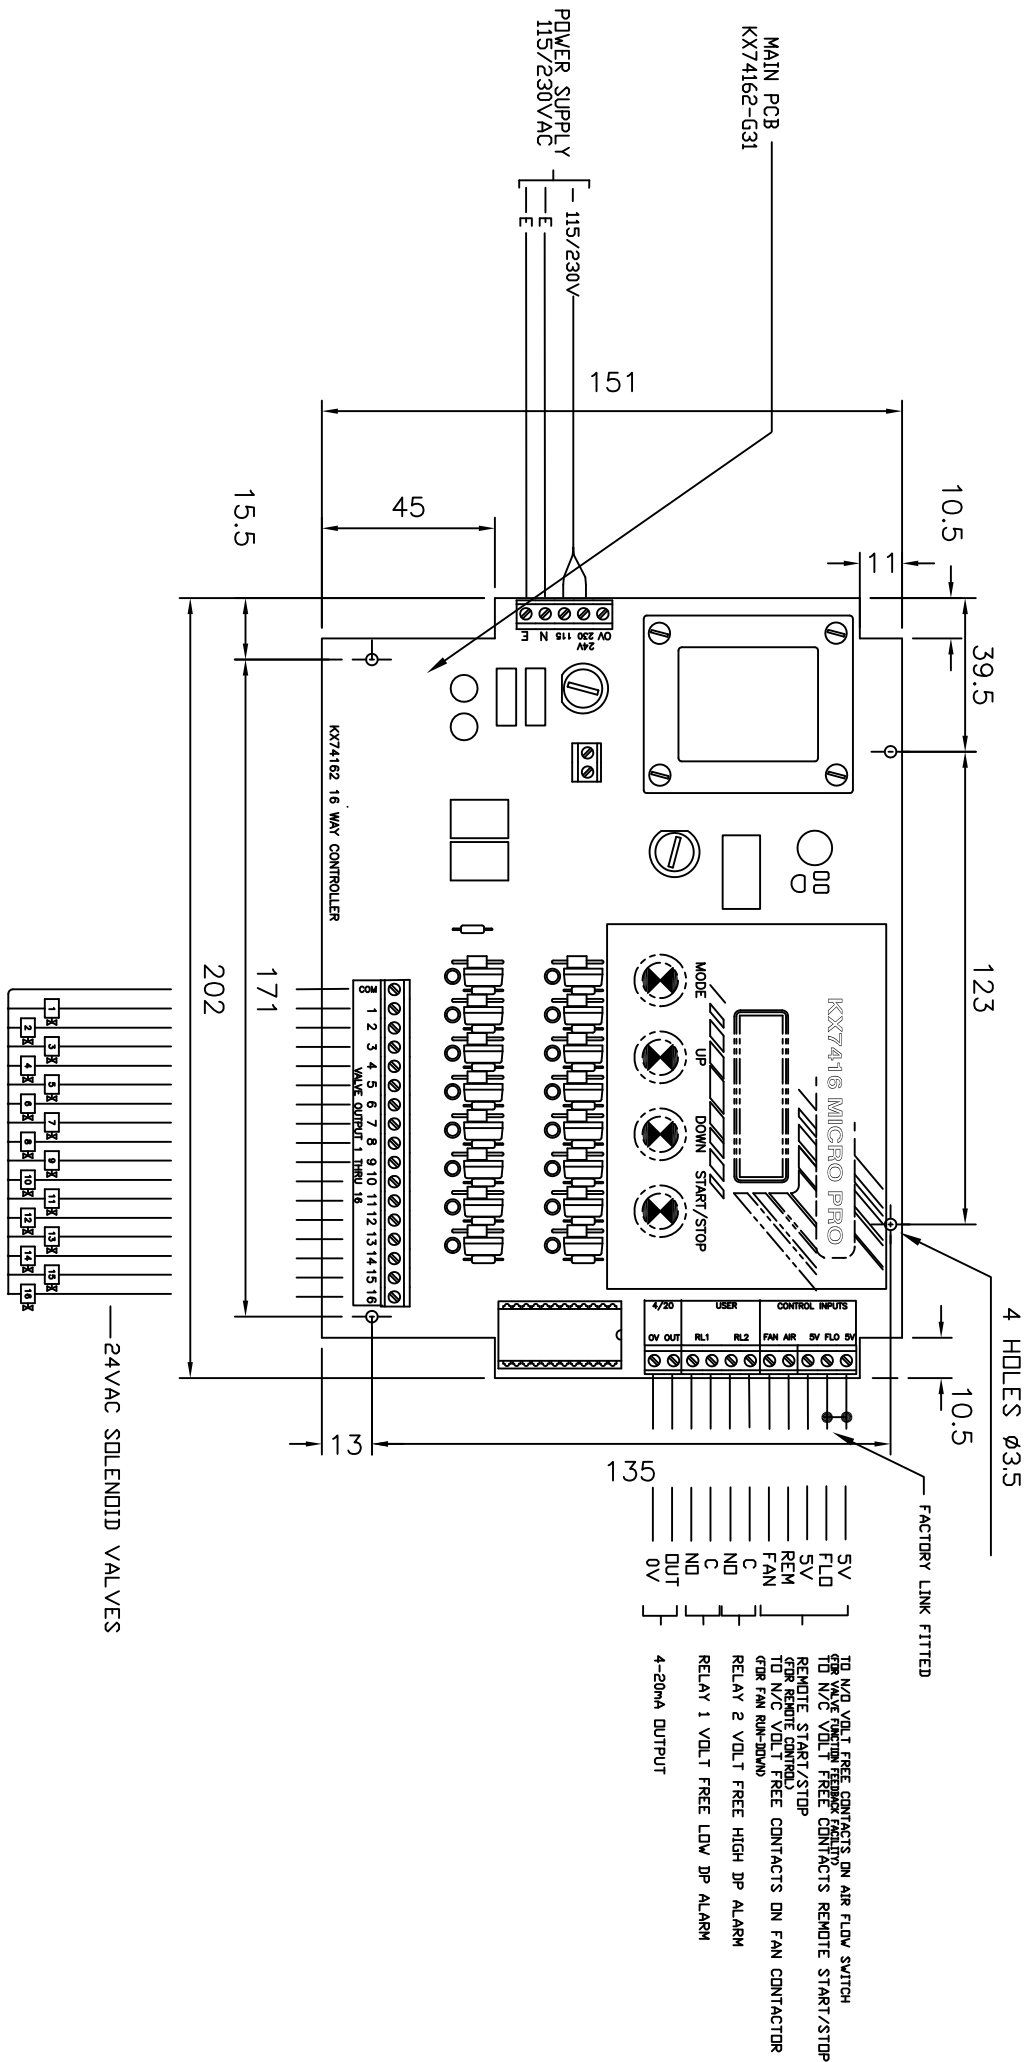 MAIN PCB
KX74162-G31
POWER SUPPLY
115/230VAC
115/230V
E
E
151
45
15.5
10.5
11
39.5
123
4 HOLES Ø3.5
10.5
FACTORY LINK FITTED
0V
24V
230
115
N
E
KX74162 16 WAY CONTROLLER
KX7416 MICRO PRO
MODE
UP
DOWN
START/STOP
CONTROL INPUTS
USER
4/20
5V
FLO
5V
AIR
FAN
RL2
RL1
OUT
0V
5V
FLO
5V
REM
FAN
C
NO
C
NO
OUT
0V
TO N/O VOLT FREE CONTACTS ON AIR FLOW SWITCH
(FOR VALVE FUNCTION FEEDBACK FACILITY)
TO N/C VOLT FREE CONTACTS REMOTE START/STOP
REMOTE START/STOP
(FOR REMOTE CONTROL)
TO N/C VOLT FREE CONTACTS ON FAN CONTACTOR
(FOR FAN RUN-DOWN)
RELAY 2 VOLT FREE HIGH DP ALARM
RELAY 1 VOLT FREE LOW DP ALARM
4-20mA OUTPUT
135
13
COM 1 2 3 4 5 6 7 8 9 10 11 12 13 14 15 16
VALVE OUTPUT 1 THRU 16
171
202
1 2 3 4 5 6 7 8 9 10 11 12 13 14 15 16
24VAC SOLENOID VALVES